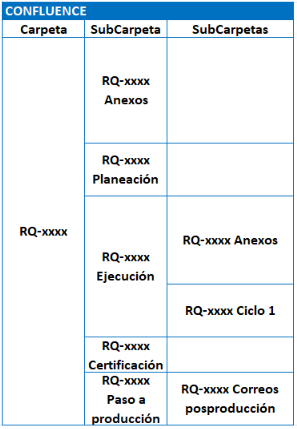 CONFLUENCE
Carpeta SubCarpeta SubCarpetas
RQ-xxxx
RQ-xxxx
Anexos
RQ-xxxx
Planeación
RQ-xxxx
Ejecución
RQ-xxxx Anexos
RQ-xxxx Ciclo 1
RQ-xxxx
Certificación
RQ-xxxx
Paso a
producción
RQ-xxxx Correos
posproducción